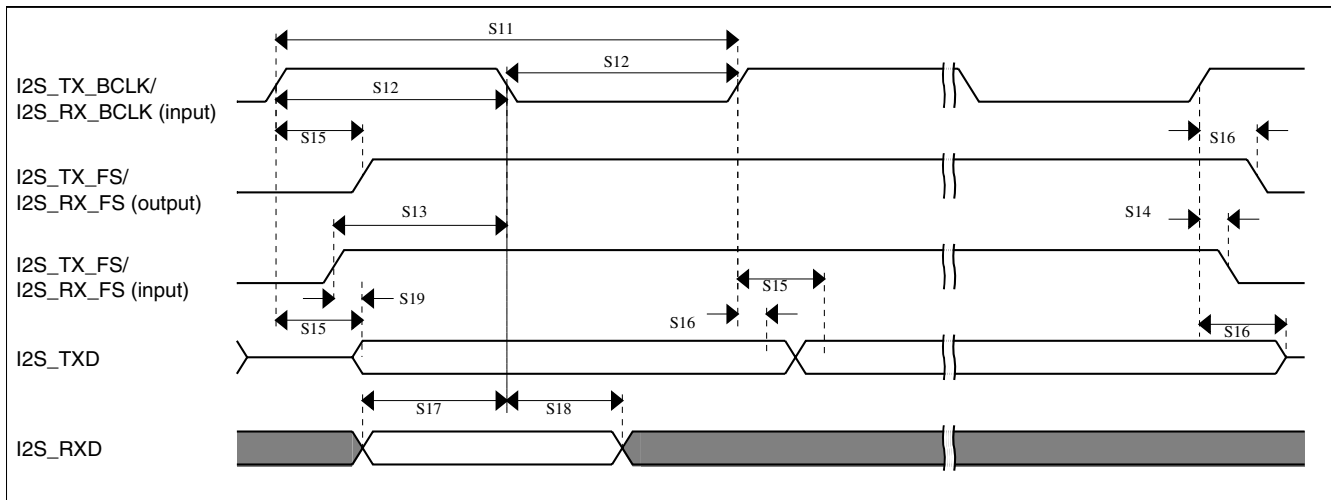 S11
I2S_TX_BCLK/
I2S_RX_BCLK (input)
S12
S12
S15
S16
I2S_TX_FS/
I2S_RX_FS (output)
S13
S14
I2S_TX_FS/
I2S_RX_FS (input)
S19
S15
S15
S16
S16
I2S_TXD
S17
S18
I2S_RXD